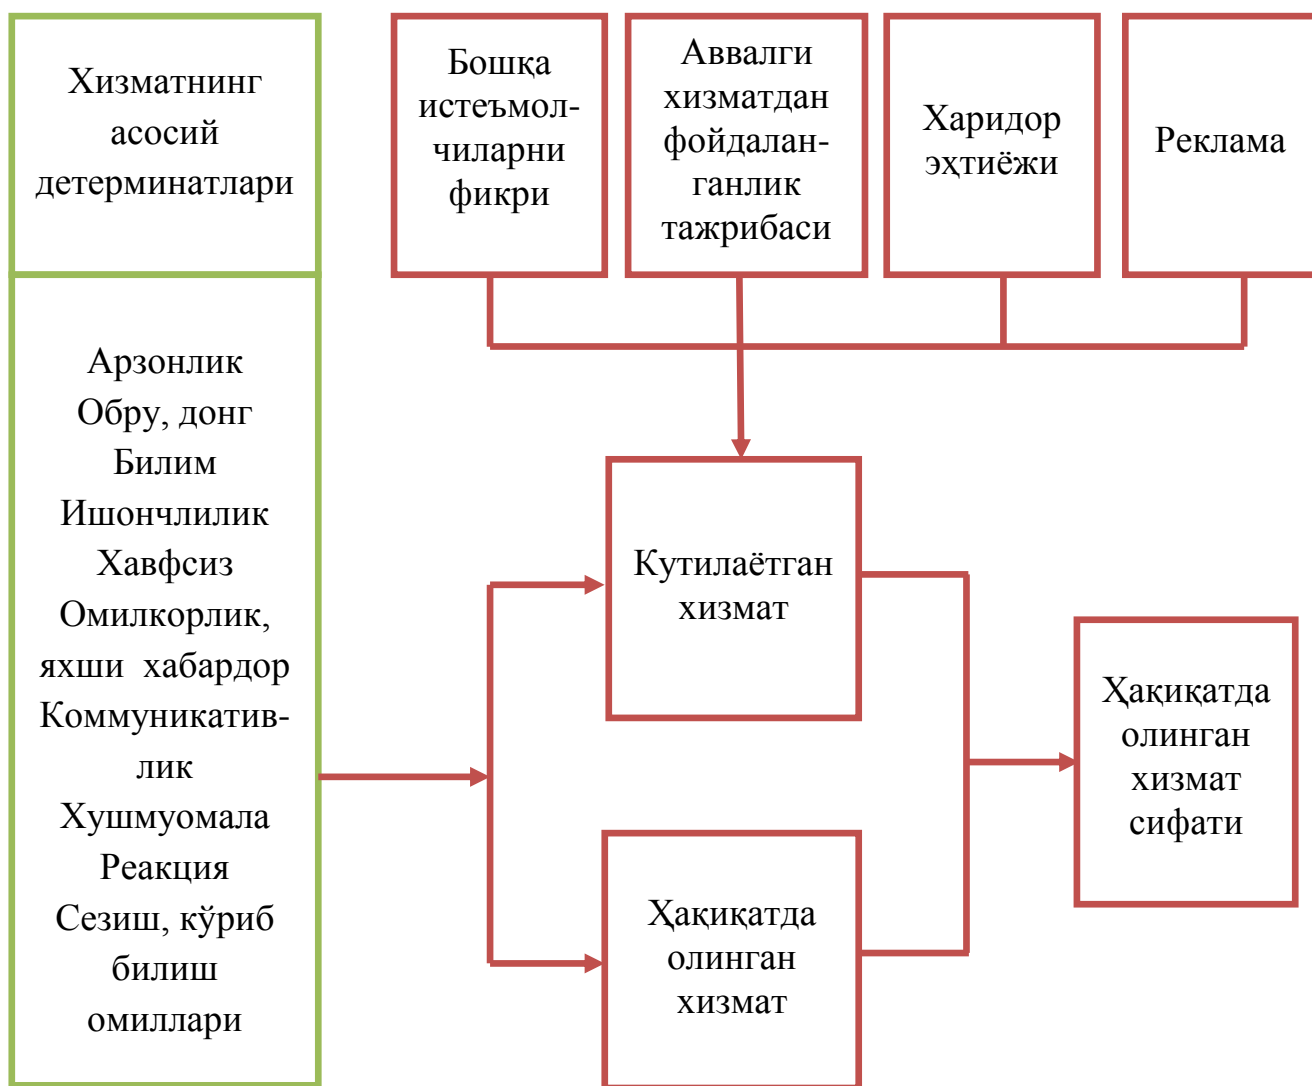 Хизматнинг
асосий
детерминатлари
Бошқа
истеъмол-
чиларни
фикри
Аввалги
хизматдан
фойдалан-
ганлик
тажрибаси
Харидор
эҳтиёжи
Реклама
Арзонлик
Обру, донг
Билим
Ишончлилик
Хавфсиз
Омилкорлик,
яхши хабардор
Коммуникатив-
лик
Хушмуомала
Реакция
Сезиш, кўриб
билиш
омиллари
Кутилаётган
хизмат
Ҳақиқатда
олинган
хизмат
Ҳақиқатда
олинган
хизмат
сифати